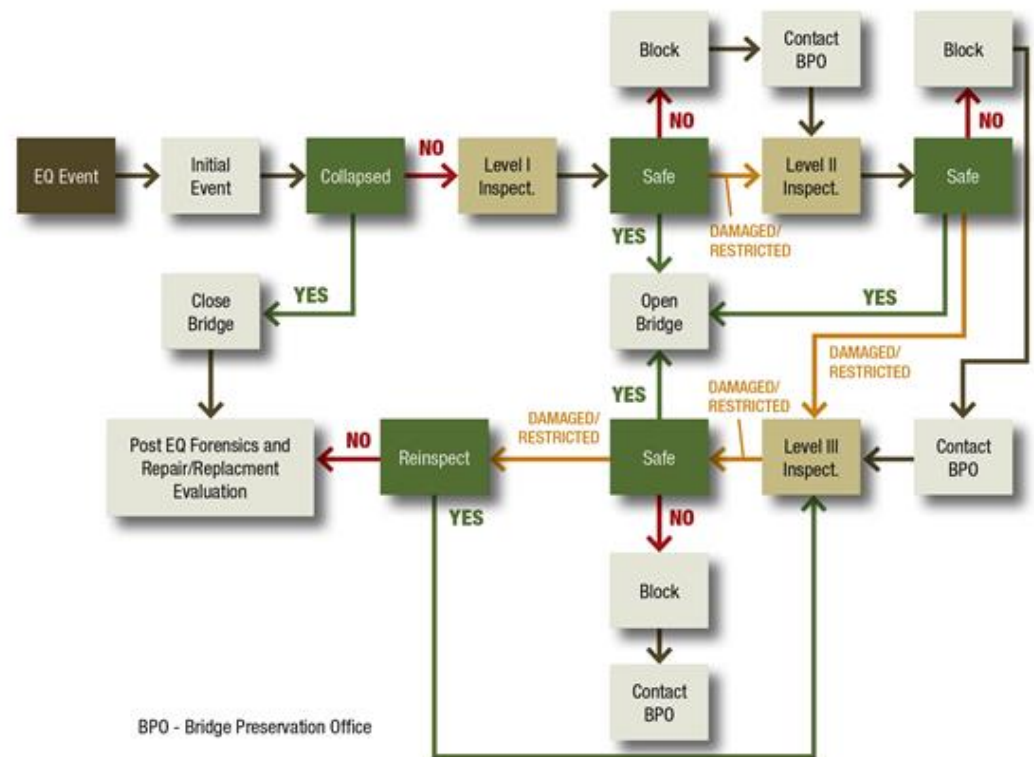 Block
Contact
BPO
Block
NO
NO
EQ Event
Initial
Event
Collapsed
NO
Level I
Inspect.
Safe
Level II
Inspect.
Safe
DAMAGED/
RESTRICTED
YES
YES
Close
Bridge
Open
Bridge
YES
DAMAGED/
RESTRICTED
DAMAGED/
RESTRICTED
YES
DAMAGED/
RESTRICTED
Post EQ Forensics and
Repair/Replacment
Evaluation
NO
Reinspect
Safe
Level III
Inspect.
Contact
BPO
YES
NO
Block
Contact
BPO
BPO - Bridge Preservation Office